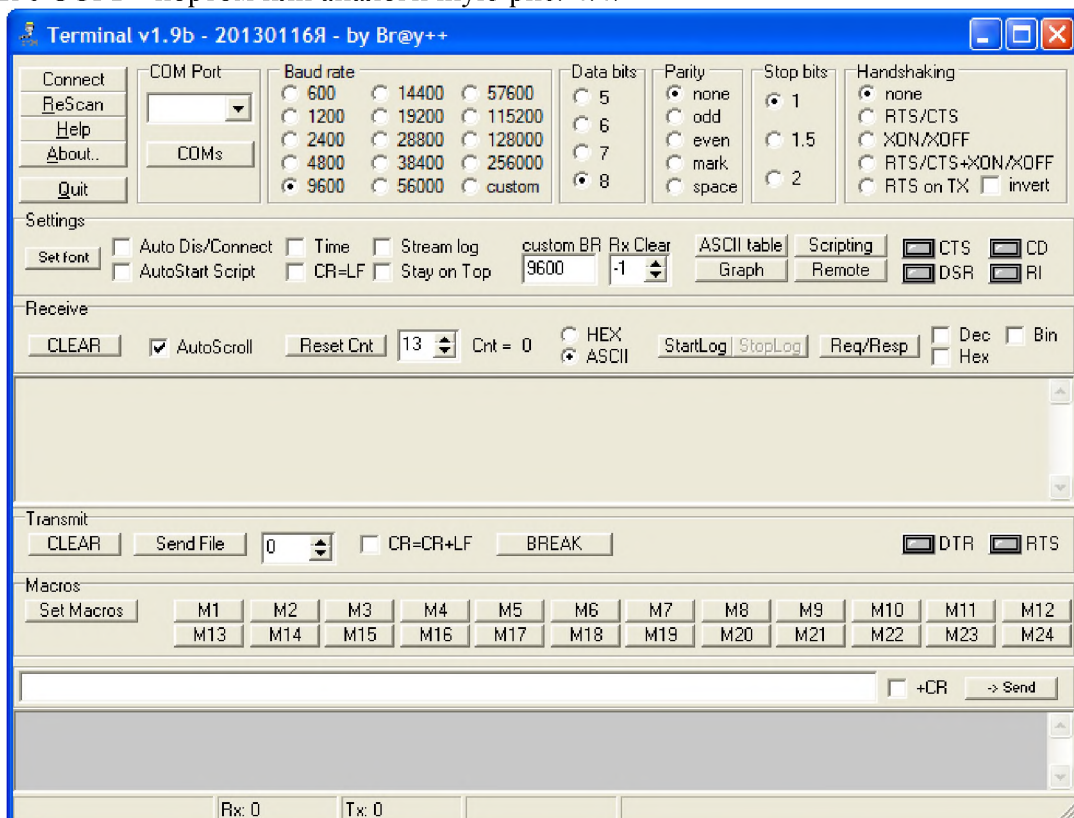 COM - портом
Terminal v1.9b - 20130116Я - by Br@y++
Connect
ReScan
Help
About..
Quit
COM Port
COMs
Baud rate
600 14400 57600
1200 19200 115200
2400 28800 128000
4800 38400 256000
9600 56000 custom
Data bits
5
6
7
8
Parity
none
odd
even
mark
space
Stop bits
1
1.5
2
Handshaking
none
RTS/CTS
XON/XOFF
RTS/CTS+XON/XOFF
RTS on TX invert
Settings
Set font
Auto Dis/Connect Time Stream log
AutoStart Script CR=LF Stay on Top
custom BR Rx Clear
9600 -1
ASCII table Scripting
Graph Remote
CTS CD
DSR RI
Receive
CLEAR AutoScroll Reset Cnt 13 Cnt = 0
HEX
ASCII
StartLog StopLog Req/Resp
Dec Bin
Hex
Transmit
CLEAR Send File 0 CR=CR+LF BREAK DTR RTS
Macros
Set Macros M1 M2 M3 M4 M5 M6 M7 M8 M9 M10 M11 M12
M13 M14 M15 M16 M17 M18 M19 M20 M21 M22 M23 M24
+CR -> Send
Rx: 0 Tx: 0